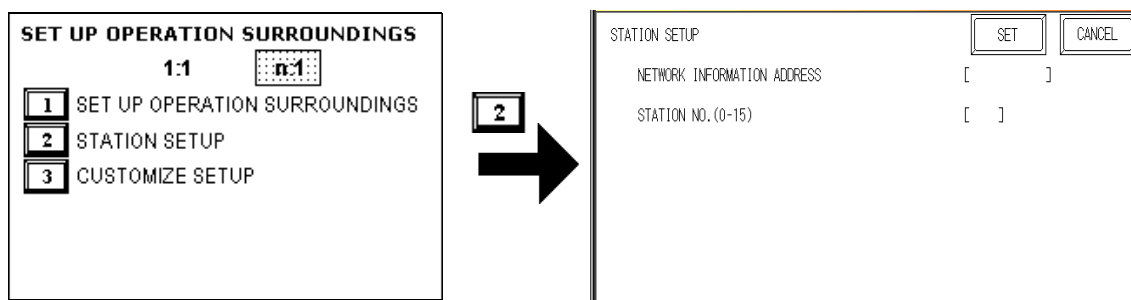 SET UP OPERATION SURROUNDINGS
1:1 n:1
1 SET UP OPERATION SURROUNDINGS
2 STATION SETUP
3 CUSTOMIZE SETUP
2
STATION SETUP SET CANCEL
NETWORK INFORMATION ADDRESS [ ]
STATION NO.(0-15) [ ]